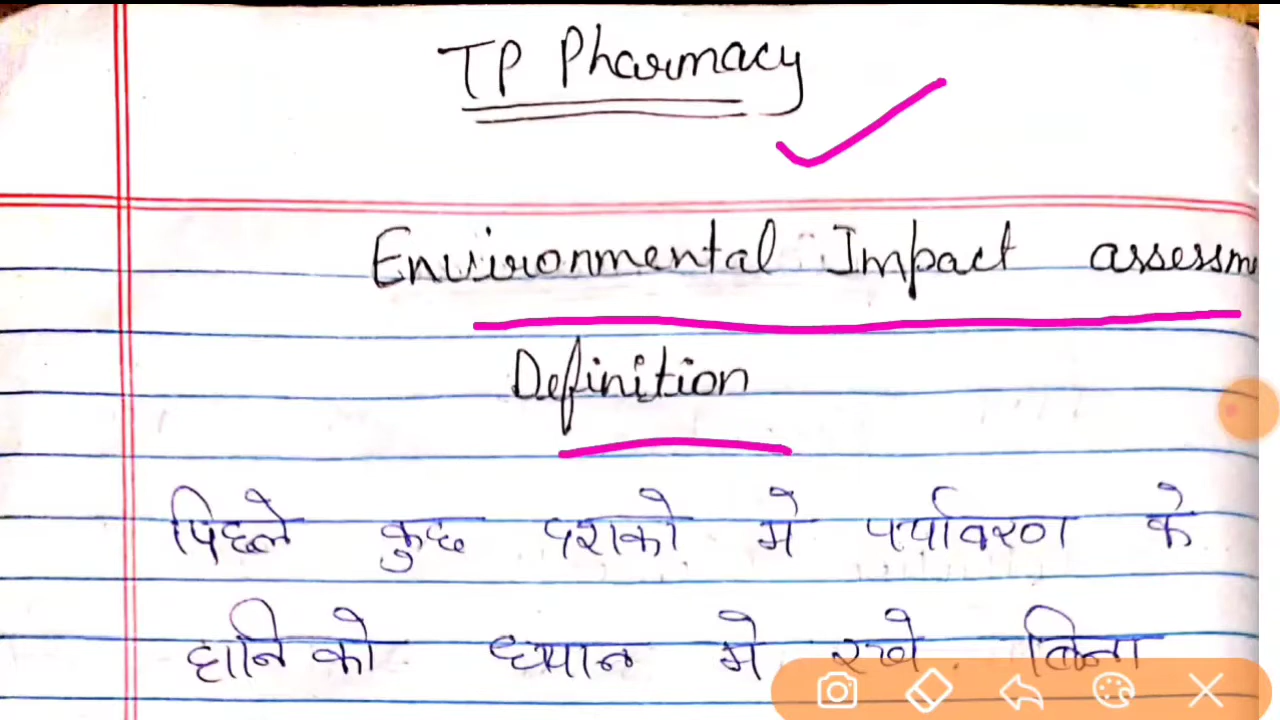 TP Pharmacy
Environmental Impact assessm
Definition
पिछले कुछ दशको मे पर्यावरण के
हानि को ध्यान मे रखे बिना